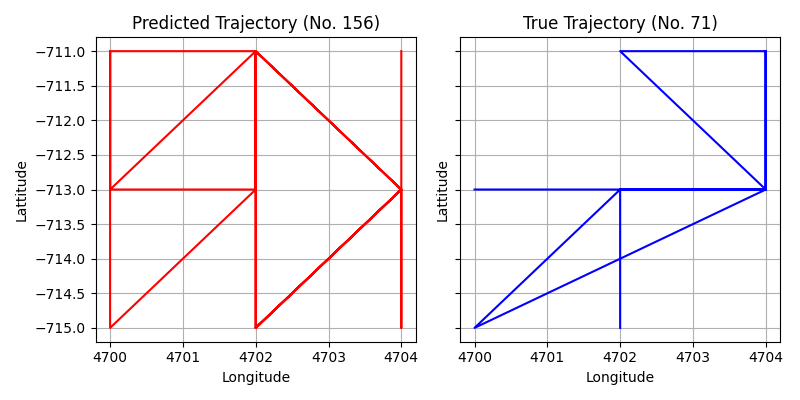 Predicted Trajectory (No. 156)
Lattitude
−711.0
−711.5
−712.0
−712.5
−713.0
−713.5
−714.0
−714.5
−715.0
4700 4701 4702 4703 4704
Longitude
True Trajectory (No. 71)
Lattitude
4700 4701 4702 4703 4704
Longitude